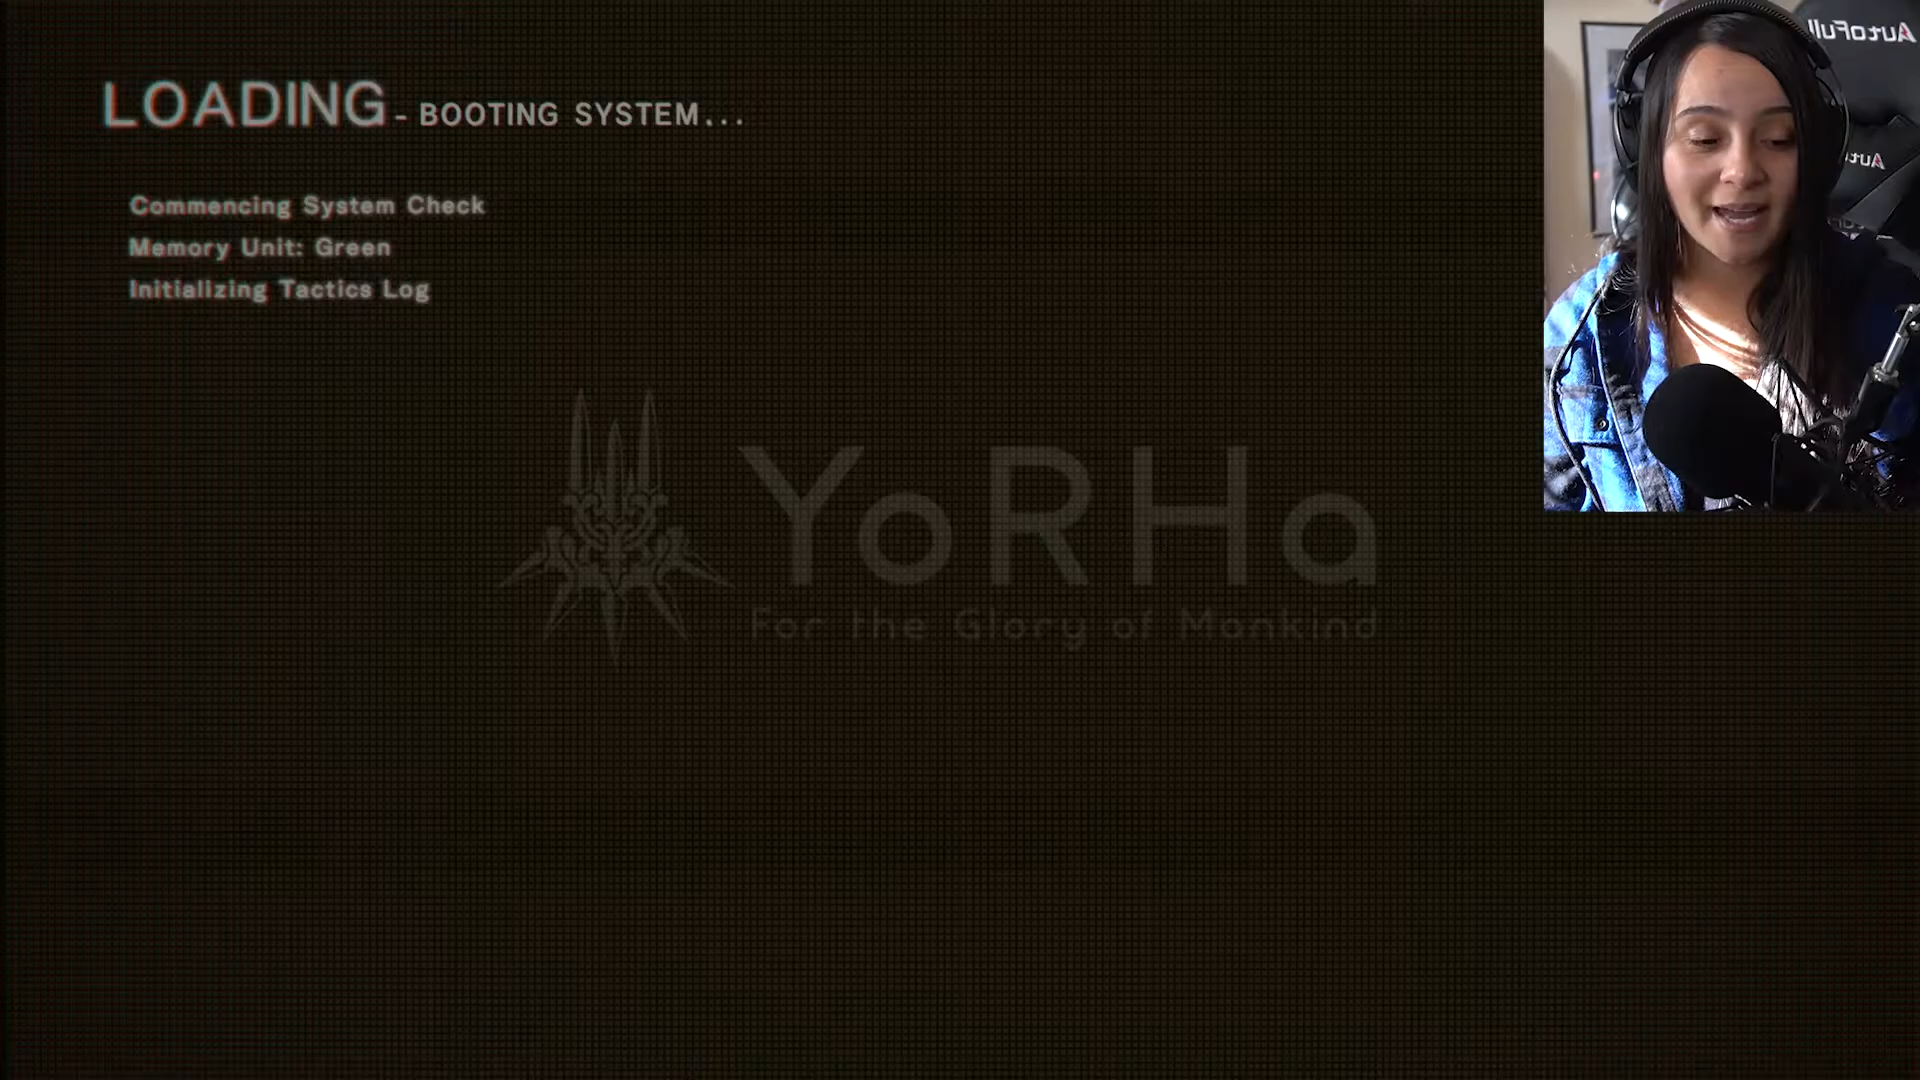 LOADING - BOOTING SYSTEM...
Commencing System Check
Memory Unit: Green
Initializing Tactics Log
YoRHa
For the Glory of Mankind
AutoFull
Aut